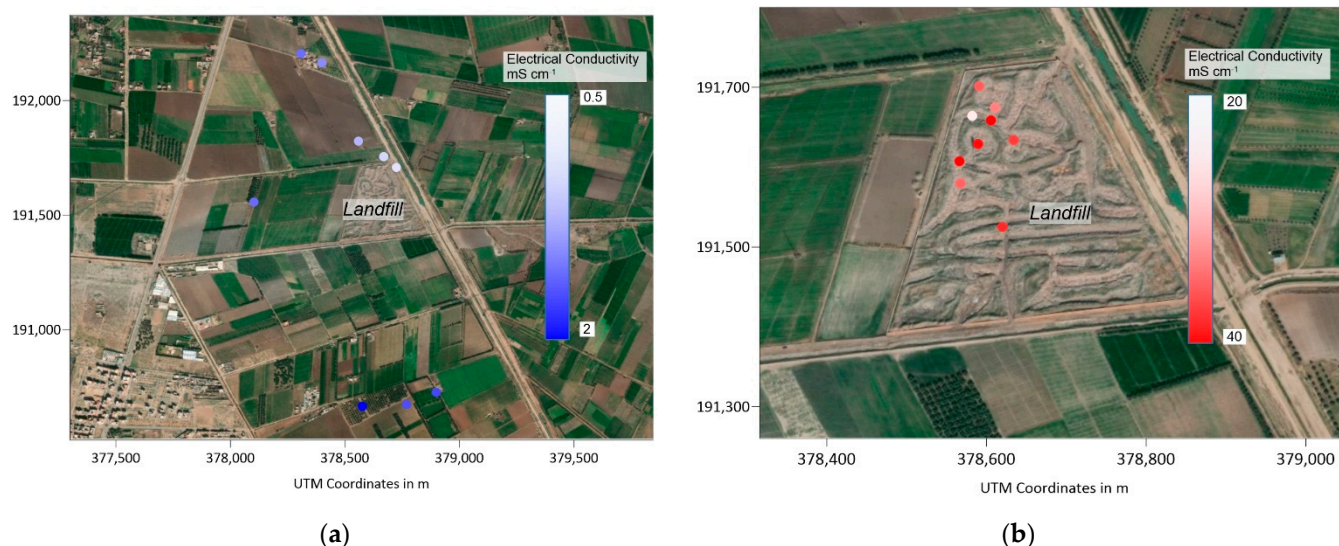 Electrical Conductivity
mS cm-1
0.5
2
192,000
191,500
191,000
Landfill
377,500 378,000 378,500 379,000 379,500
UTM Coordinates in m
(a)
Electrical Conductivity
mS cm-1
20
40
191,700
191,500
191,300
Landfill
378,400 378,600 378,800 379,000
UTM Coordinates in m
(b)